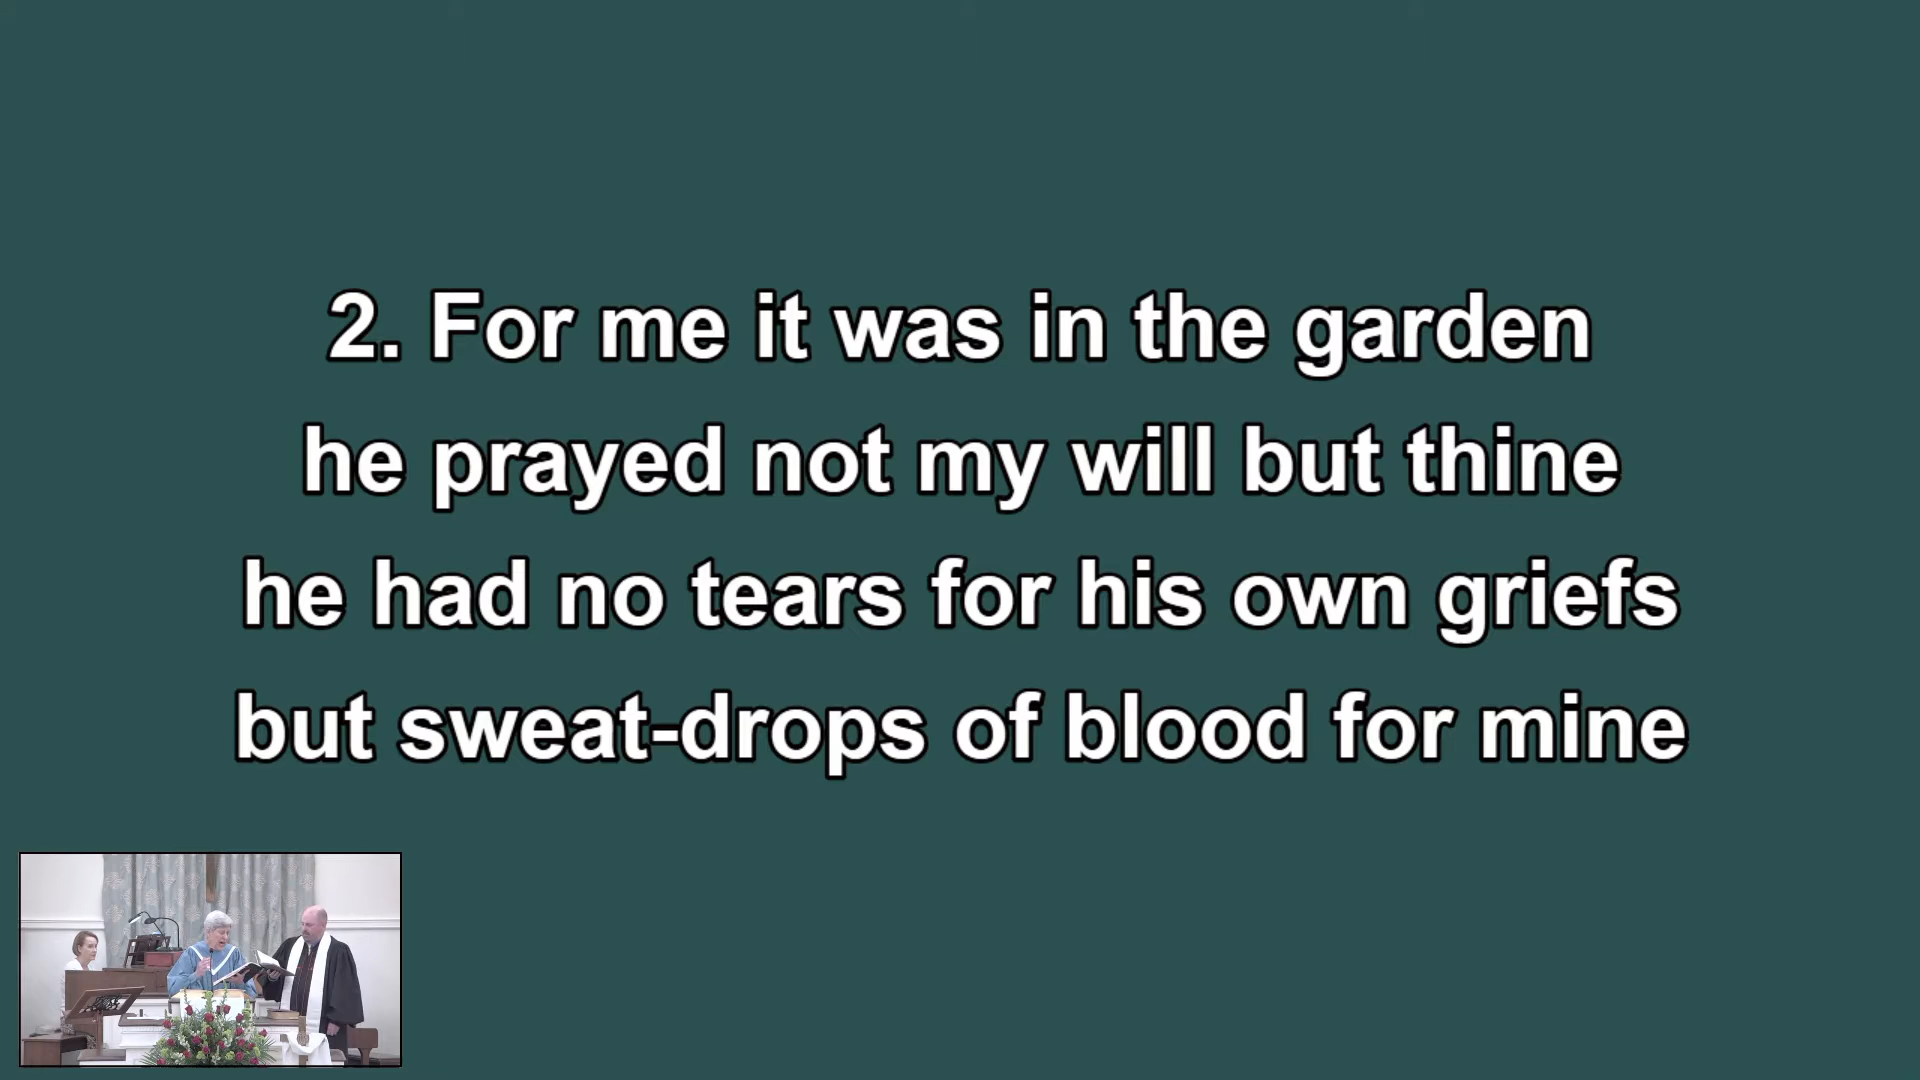 2. For me it was in the garden
he prayed not my will but thine
he had no tears for his own griefs
but sweat-drops of blood for mine